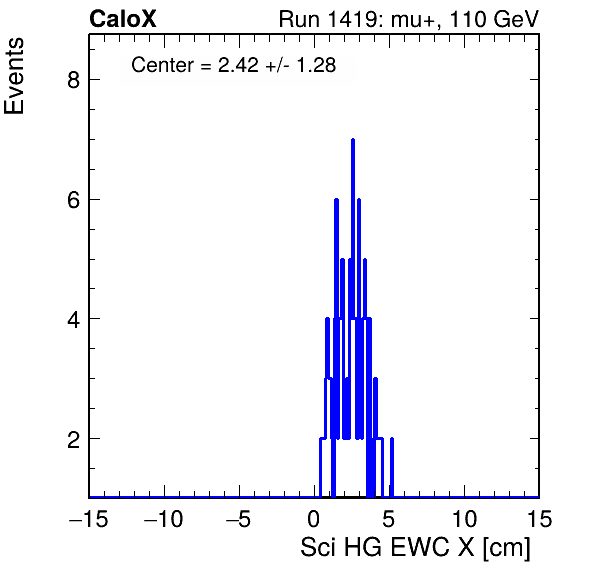 CaloX Run 1419: mu+, 110 GeV
Center = 2.42 +/- 1.28
Events
8
6
4
2
−15 −10 −5 0 5 10 15
Sci HG EWC X [cm]